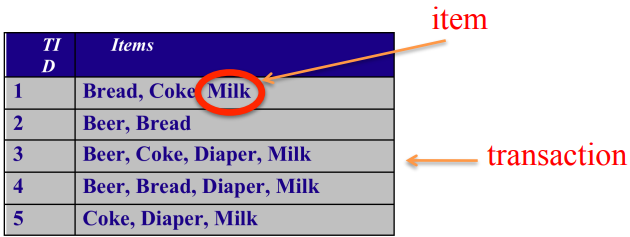 item
TI
D
Items
1 Bread, Coke, Milk
2 Beer, Bread
3 Beer, Coke, Diaper, Milk
transaction
4 Beer, Bread, Diaper, Milk
5 Coke, Diaper, Milk